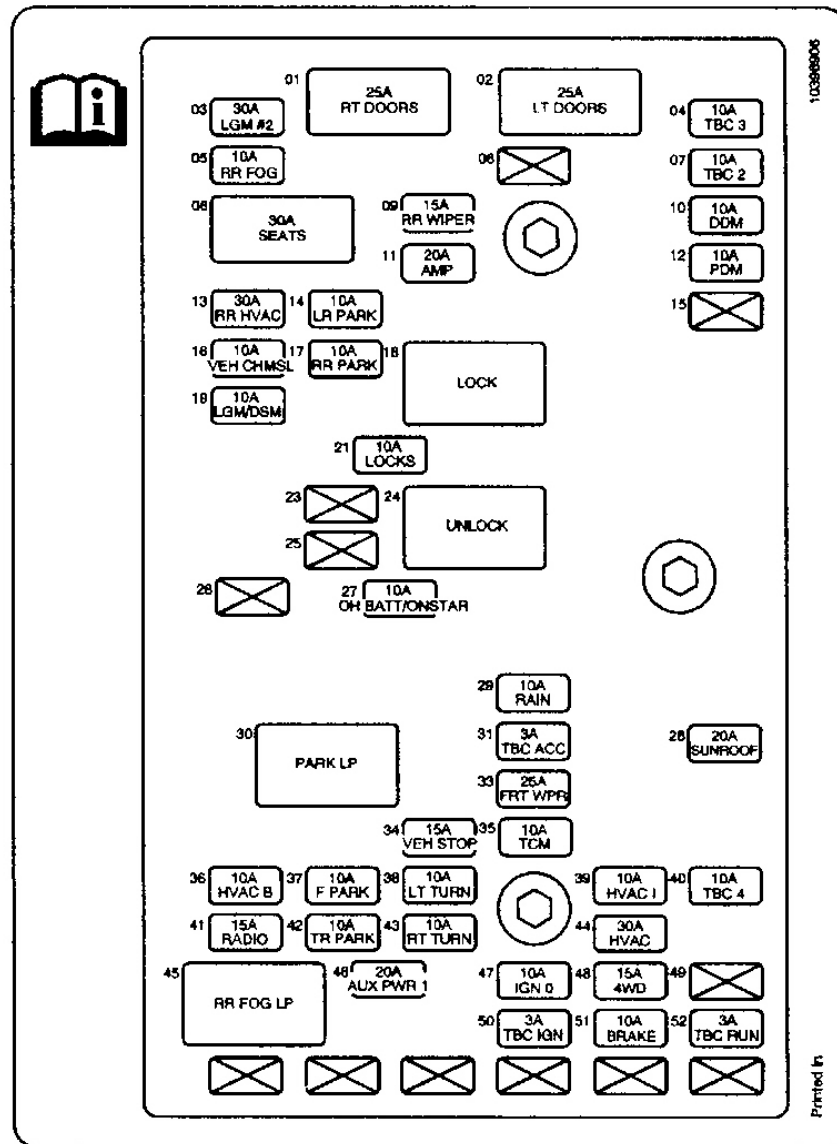 10396906
01
25A
RT DOORS
02
25A
LT DOORS
03
30A
LGM #2
04
10A
TBC 3
05
10A
RR FOG
06
07
10A
TBC 2
08
30A
SEATS
09
15A
RR WIPER
10
10A
DDM
11
20A
AMP
12
10A
PDM
13
30A
RR HVAC
14
10A
LR PARK
15
16
10A
VEH CHMSL
17
10A
RR PARK
18
LOCK
19
10A
LGM/DSM
21
10A
LOCKS
23
24
UNLOCK
25
26
27
10A
OH BATT/ONSTAR
29
10A
RAIN
30
PARK LP
31
3A
TBC ACC
28
20A
SUNROOF
33
25A
FRT WPR
34
15A
VEH STOP
35
10A
TCM
36
10A
HVAC B
37
10A
F PARK
38
10A
LT TURN
39
10A
HVAC I
40
10A
TBC 4
41
15A
RADIO
42
10A
TR PARK
43
10A
RT TURN
44
30A
HVAC
45
RR FOG LP
46
20A
AUX PWR 1
47
10A
IGN 0
48
15A
4WD
49
50
3A
TBC IGN
51
10A
BRAKE
52
3A
TBC RUN
Printed In